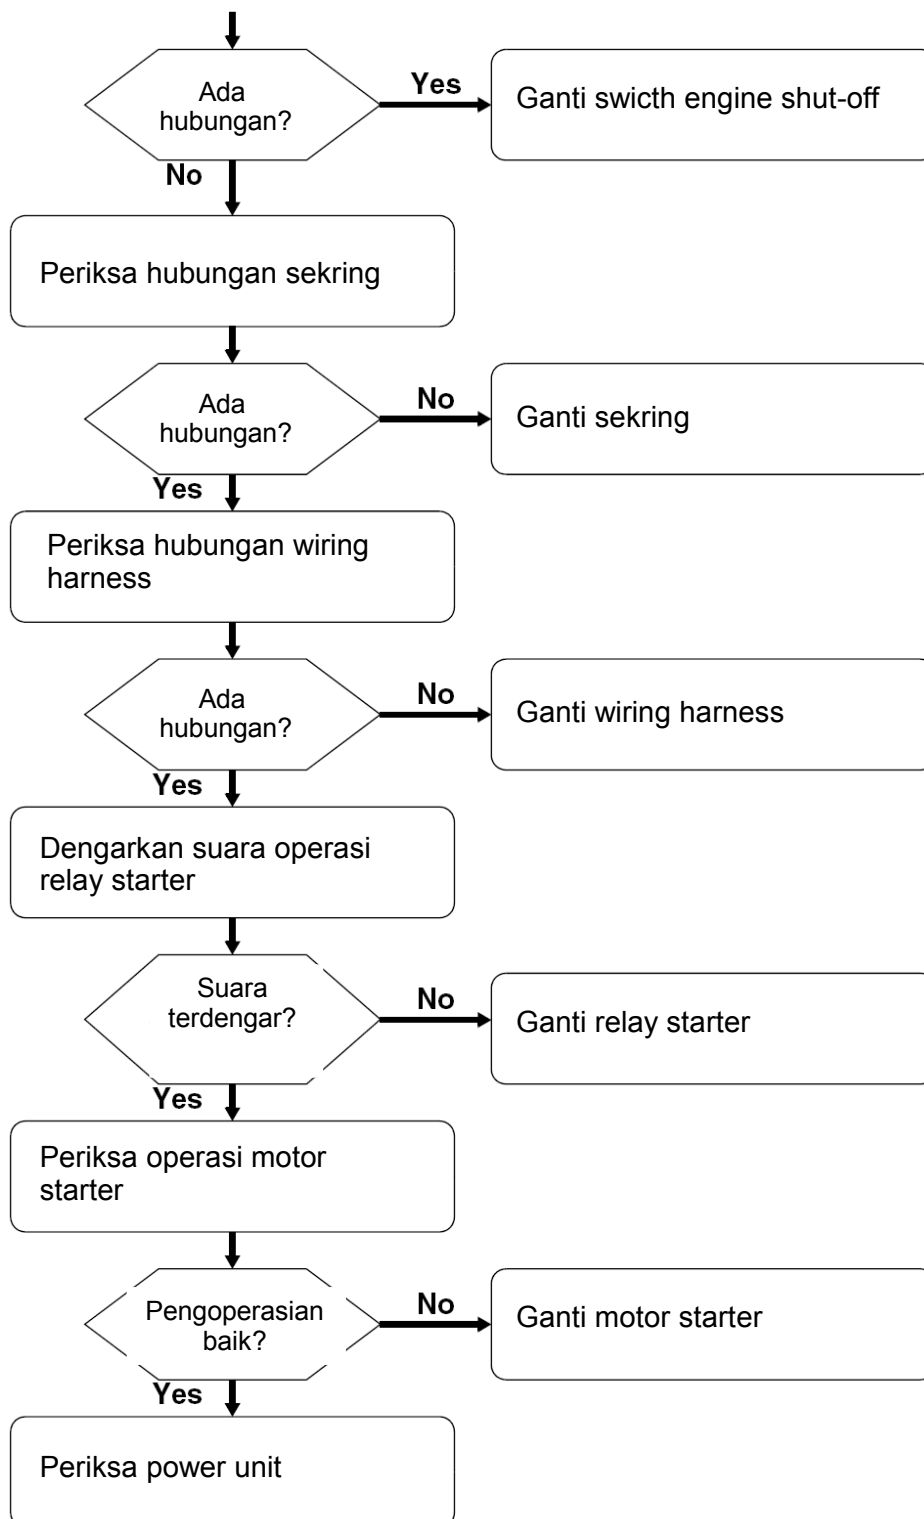 Ada
hubungan?
Yes
Ganti swicth engine shut-off
No
Periksa hubungan sekring
Ada
hubungan?
No
Ganti sekring
Yes
Periksa hubungan wiring
harness
Ada
hubungan?
No
Ganti wiring harness
Yes
Dengarkan suara operasi
relay starter
Suara
terdengar?
No
Ganti relay starter
Yes
Periksa operasi motor
starter
Pengoperasian
baik?
No
Ganti motor starter
Yes
Periksa power unit